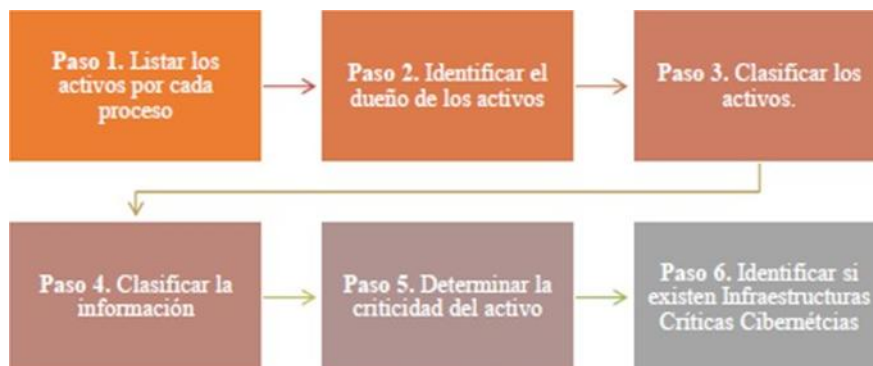 Paso 1. Listar los
activos por cada
proceso
Paso 2. Identificar el
dueño de los activos
Paso 3. Clasificar los
activos.
Paso 4. Clasificar la
información
Paso 5. Determinar la
criticidad del activo
Paso 6. Identificar si
existen Infraestructuras
Críticas Cibernétcias